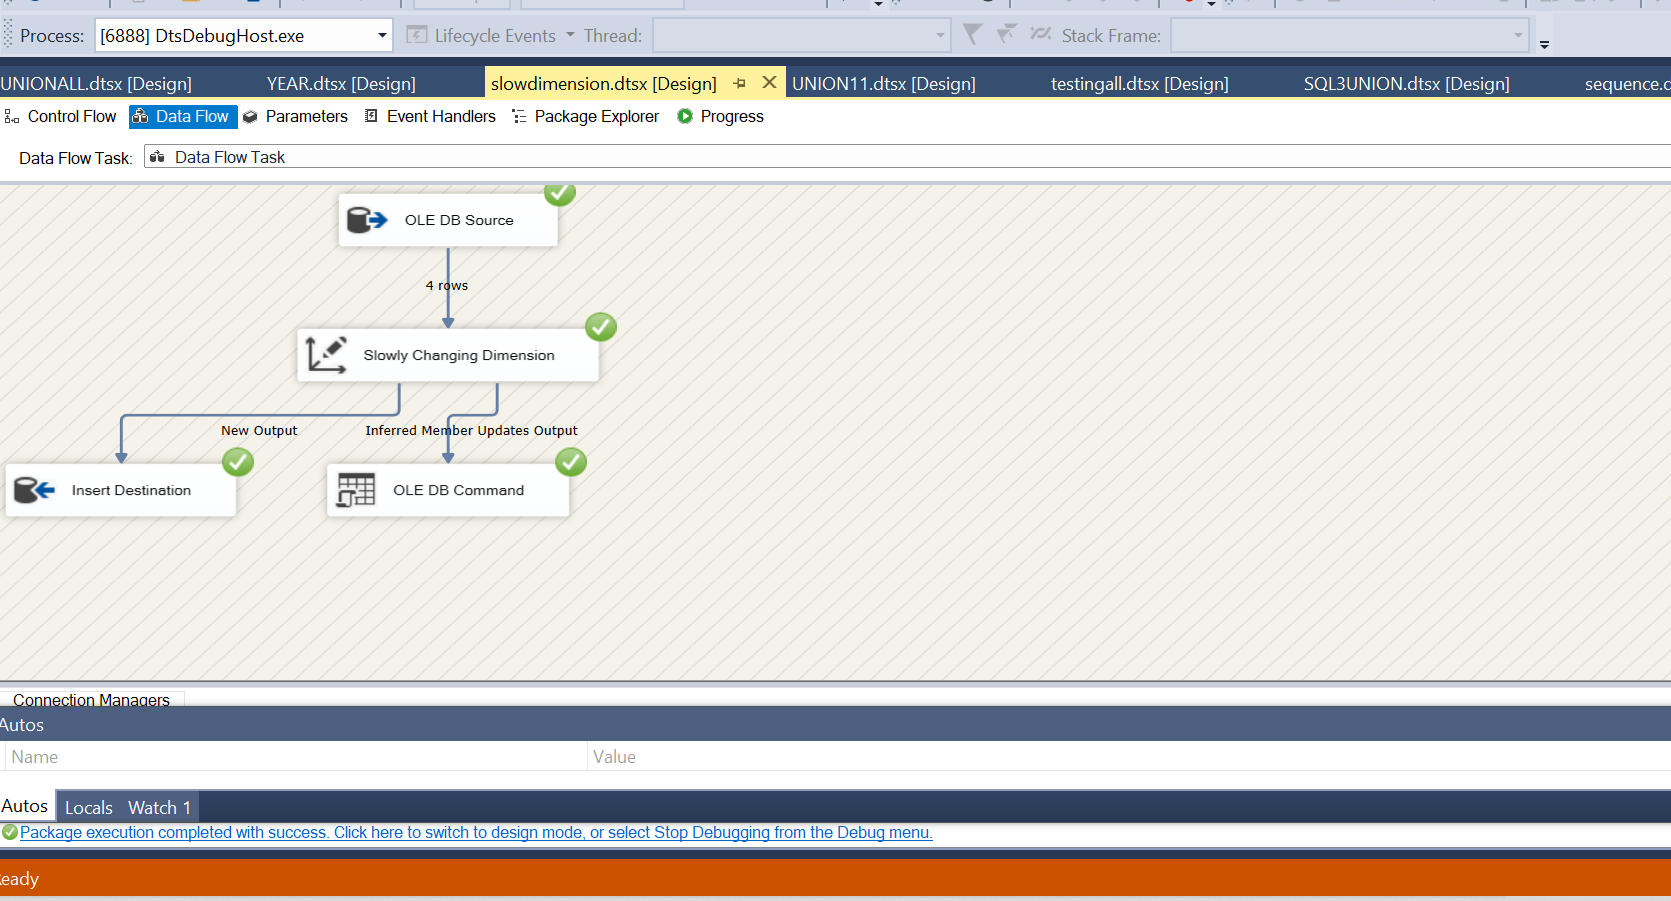 Process: [6888] DtsDebugHost.exe Lifecycle Events Thread: Stack Frame:
UNIONALL.dtsx [Design] YEAR.dtsx [Design] slowdimension.dtsx [Design] UNION11.dtsx [Design] testingall.dtsx [Design] SQL3UNION.dtsx [Design] sequence.d
Control Flow Data Flow Parameters Event Handlers Package Explorer Progress
Data Flow Task: Data Flow Task
OLE DB Source
4 rows
Slowly Changing Dimension
New Output Inferred Member Updates Output
Insert Destination OLE DB Command
Connection Managers
Autos
Name Value
Autos Locals Watch 1
Package execution completed with success. Click here to switch to design mode, or select Stop Debugging from the Debug menu.
eady